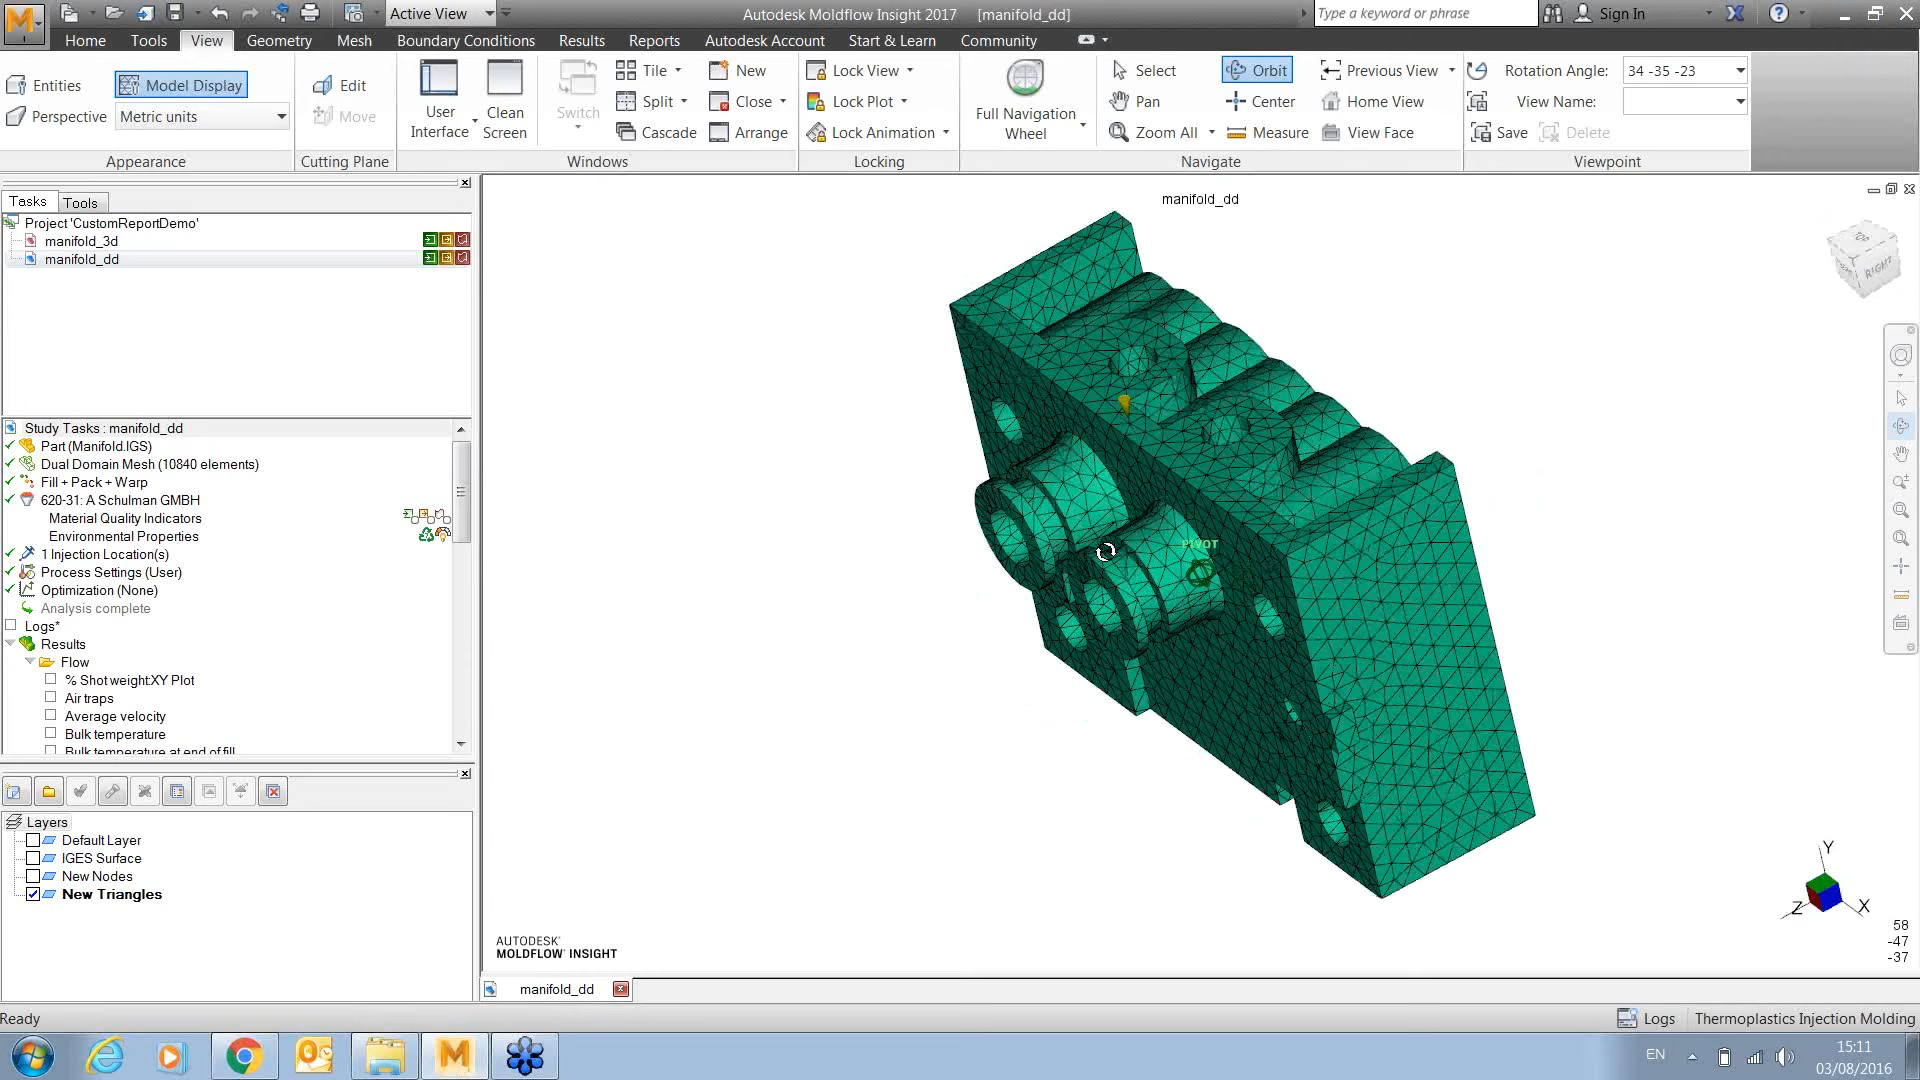 Active View
Autodesk Moldflow Insight 2017 [manifold_dd]
Type a keyword or phrase
Sign In
Home Tools View Geometry Mesh Boundary Conditions Results Reports Autodesk Account Start & Learn Community
Entities Model Display
Perspective Metric units
Appearance
Edit
Move
Cutting Plane
User Interface
Clean Screen
Switch
Tile New
Split Close
Cascade Arrange
Windows
Lock View
Lock Plot
Lock Animation
Locking
Full Navigation Wheel
Select Orbit Previous View
Pan Center Home View
Zoom All Measure View Face
Navigate
Rotation Angle: 34 -35 -23
View Name:
Save Delete
Viewpoint
Tasks Tools
Project 'CustomReportDemo'
manifold_3d
manifold_dd
Study Tasks : manifold_dd
Part (Manifold.IGS)
Dual Domain Mesh (10840 elements)
Fill + Pack + Warp
620-31: A Schulman GMBH
Material Quality Indicators
Environmental Properties
1 Injection Location(s)
Process Settings (User)
Optimization (None)
Analysis complete
Logs*
Results
Flow
% Shot weight:XY Plot
Air traps
Average velocity
Bulk temperature
Bulk temperature at end of fill
Layers
Default Layer
IGES Surface
New Nodes
New Triangles
manifold_dd
RIGHT
PIVOT
Y
Z
X
58
-47
-37
AUTODESK
MOLDFLOW INSIGHT
manifold_dd
Ready
Logs Thermoplastics Injection Molding
EN
15:11
03/08/2016